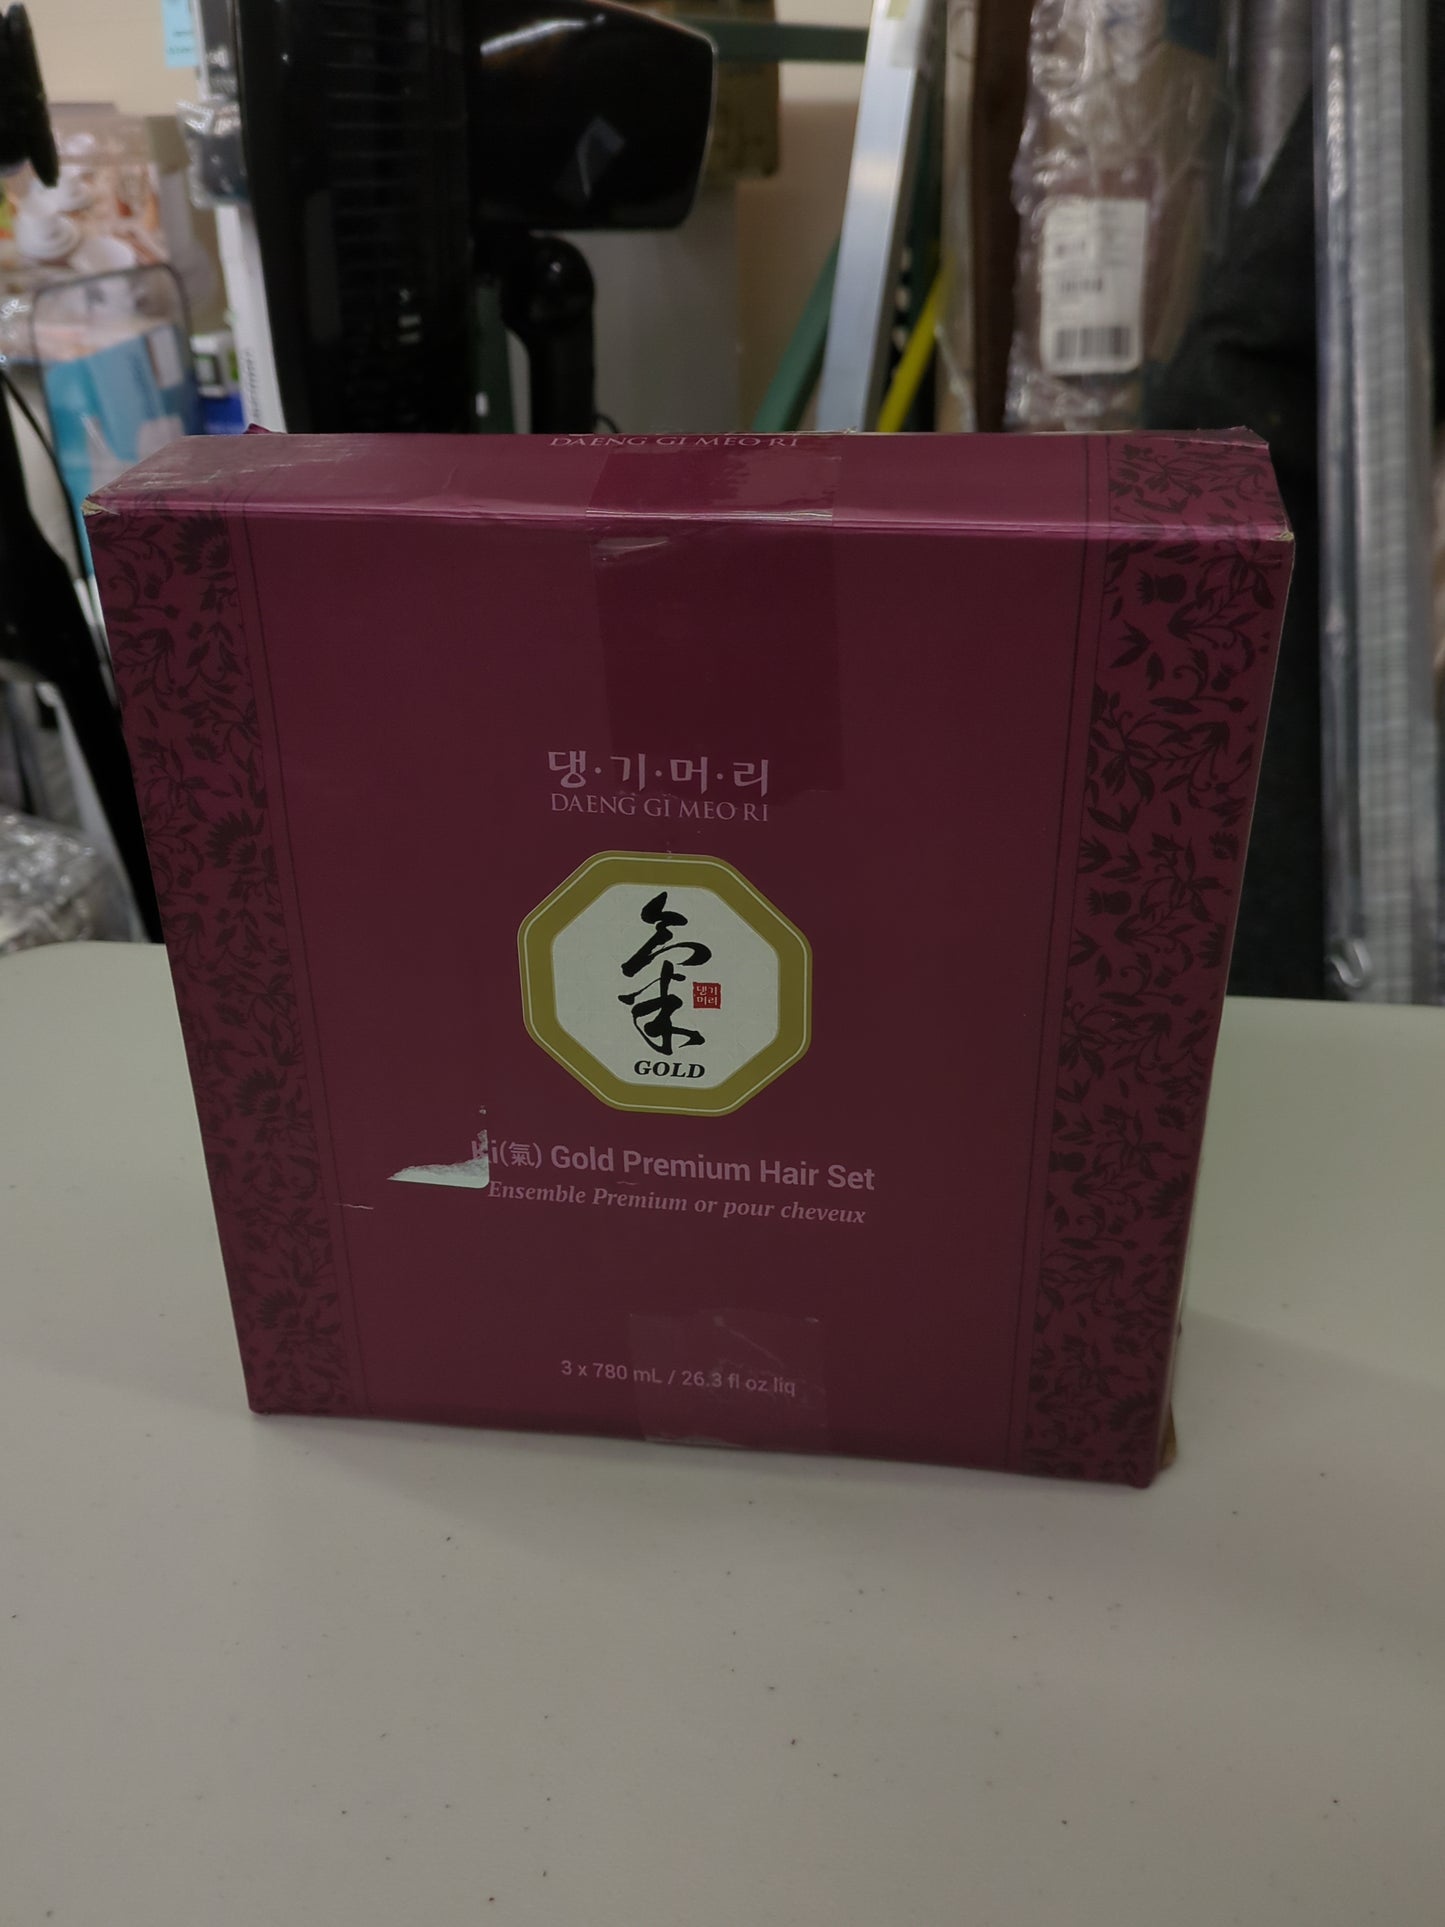 DAENG GI MEO RI
댕·기·머·리
DAENG GI MEO RI
氣
댕기
머리
GOLD
Ki(氣) Gold Premium Hair Set
Ensemble Premium or pour cheveux
3 x 780 mL / 26.3 fl oz liq